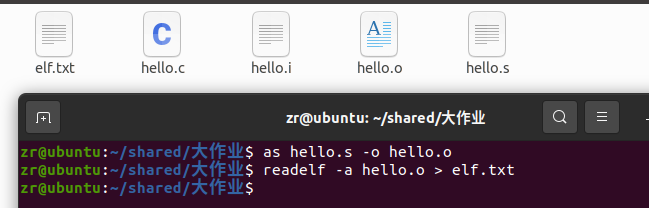 elf.txt hello.c hello.i hello.o hello.s
zr@ubuntu: ~/shared/大作业
zr@ubuntu:~/shared/大作业$ as hello.s -o hello.o
zr@ubuntu:~/shared/大作业$ readelf -a hello.o > elf.txt
zr@ubuntu:~/shared/大作业$